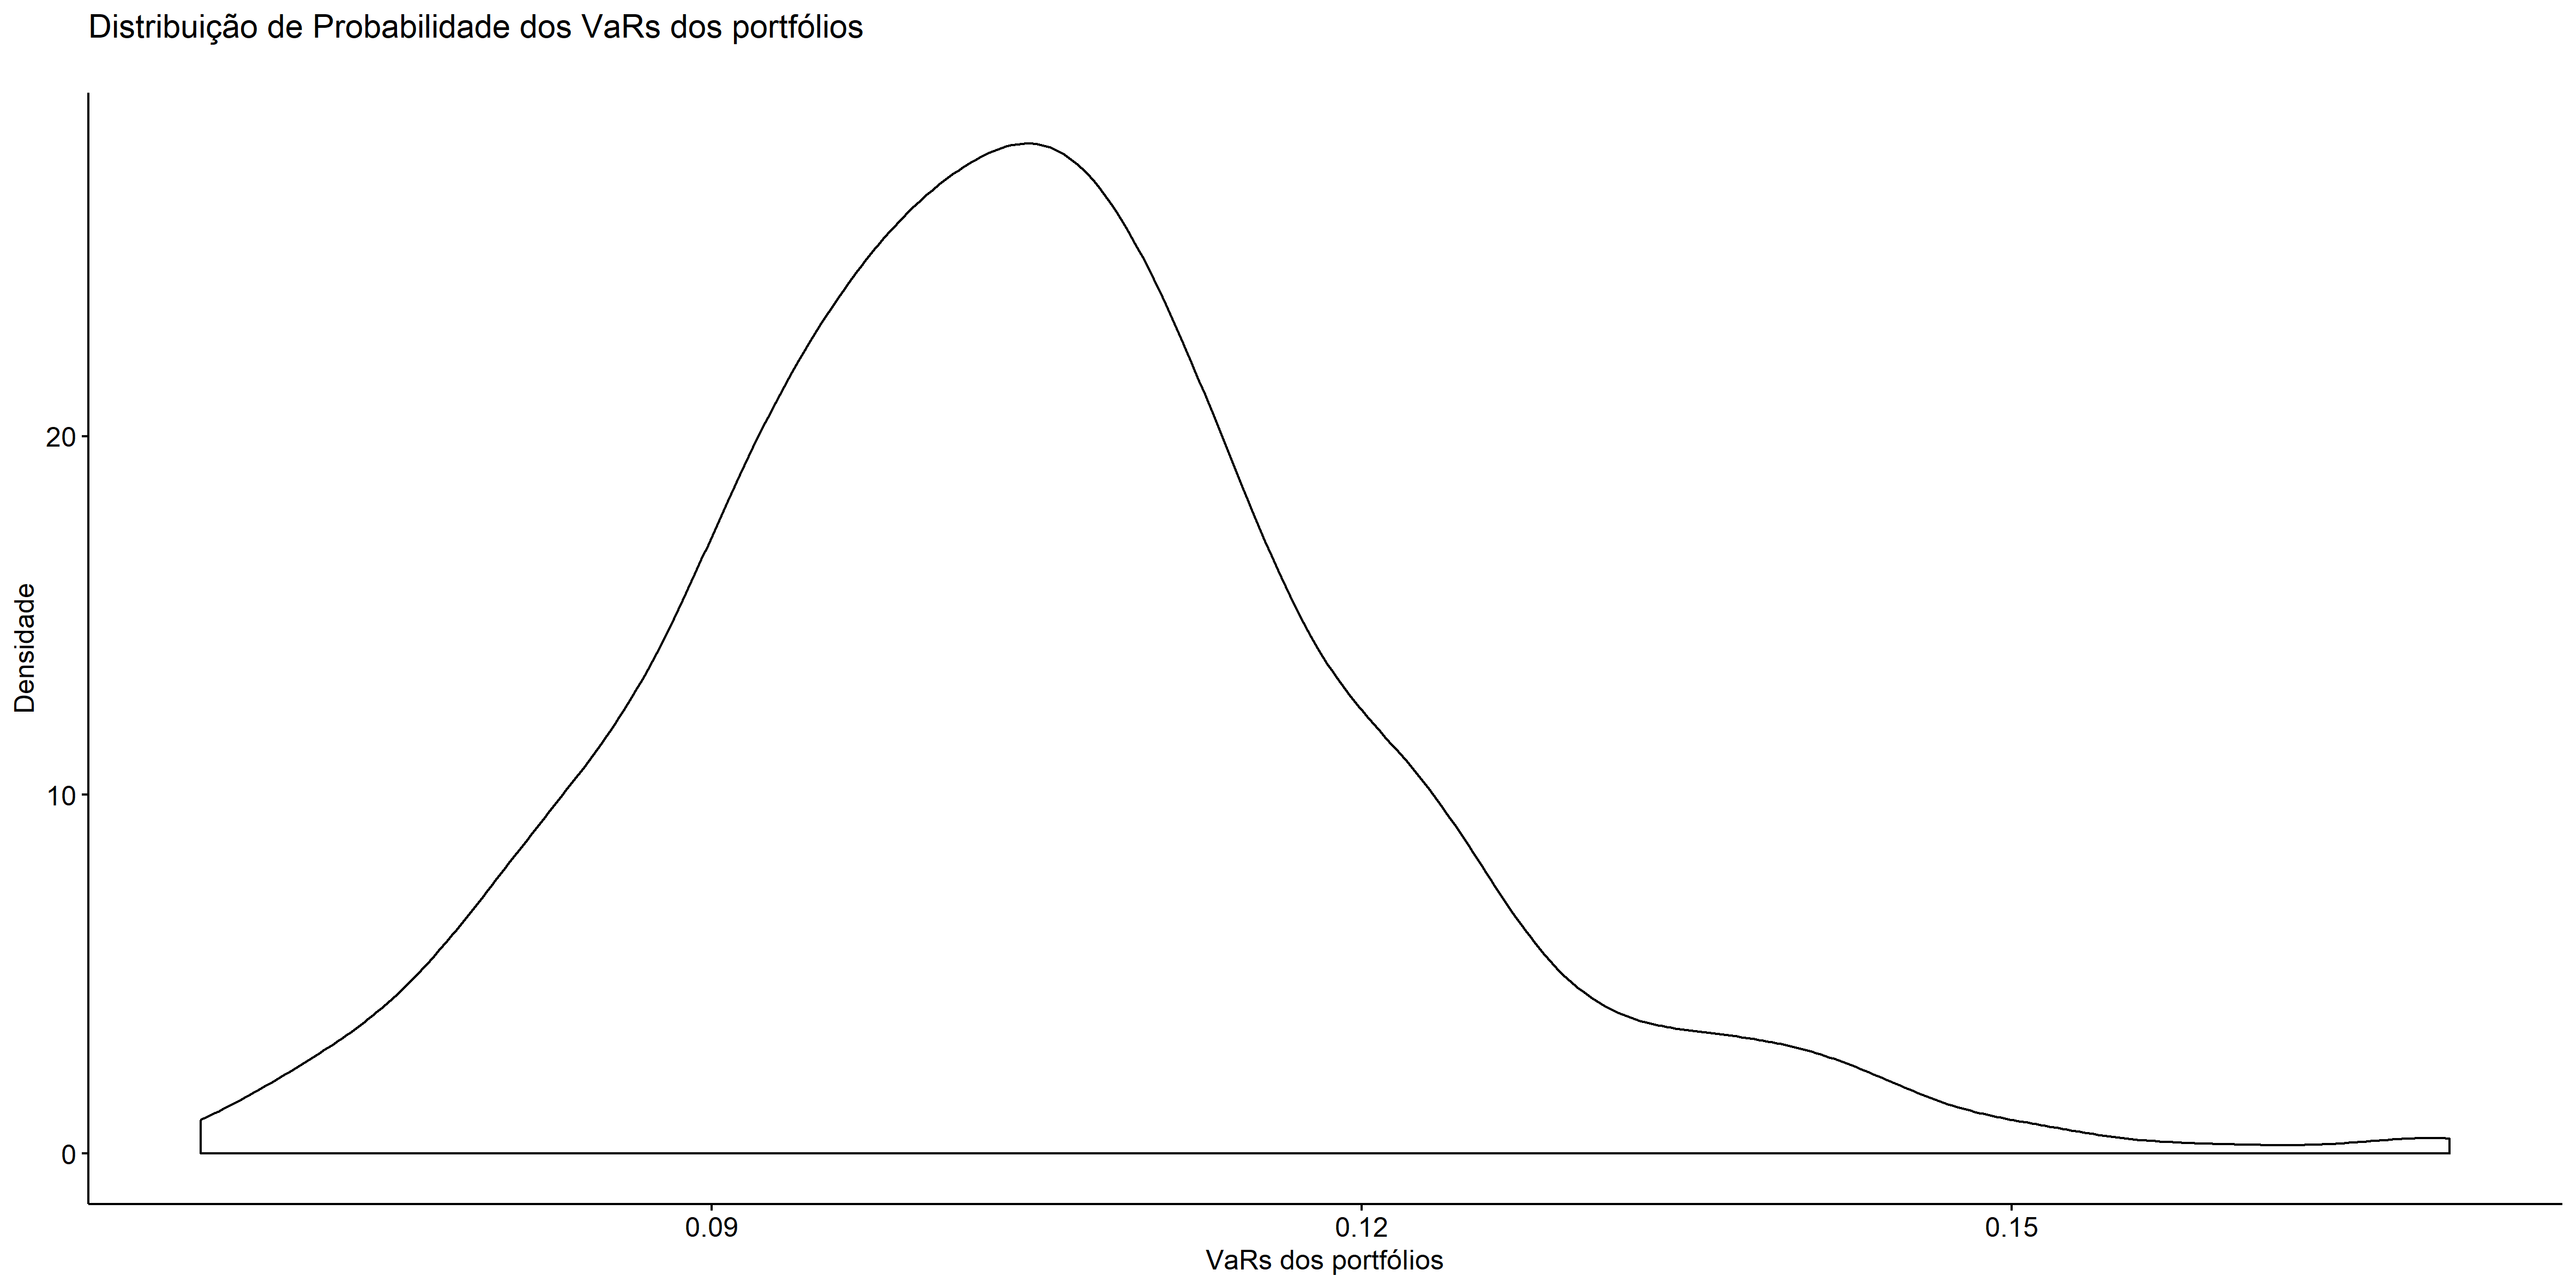 Distribuição de Probabilidade dos VaRs dos portfólios
Densidade
20
10
0
0.09
0.12
0.15
VaRs dos portfólios